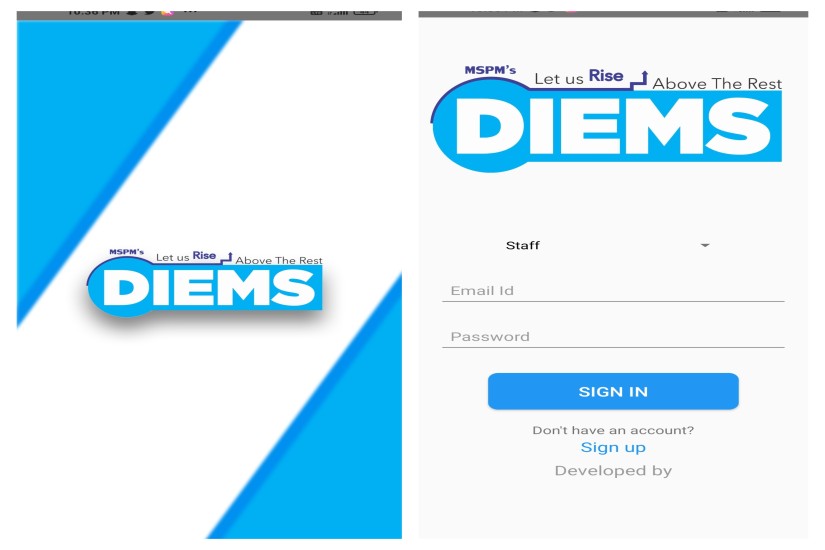 10:36 PM
MSPM's
Let us Rise Above The Rest
DIEMS
MSPM's
Let us Rise Above The Rest
DIEMS
Staff
Email Id
Password
SIGN IN
Don't have an account?
Sign up
Developed by